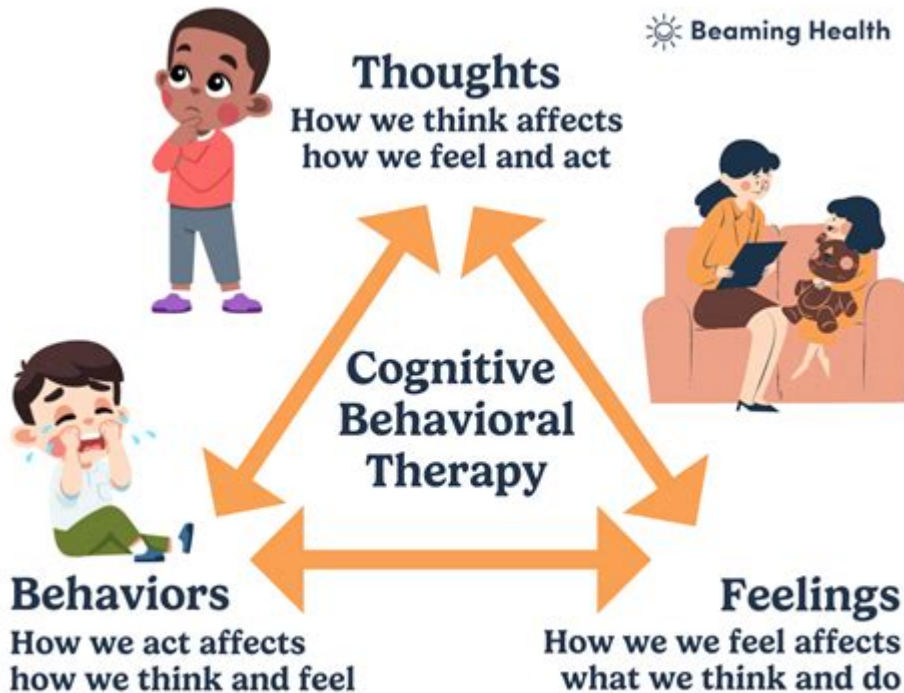 Beaming Health
Thoughts
How we think affects
how we feel and act
Cognitive
Behavioral
Therapy
Behaviors
How we act affects
how we think and feel
Feelings
How we we feel affects
what we think and do